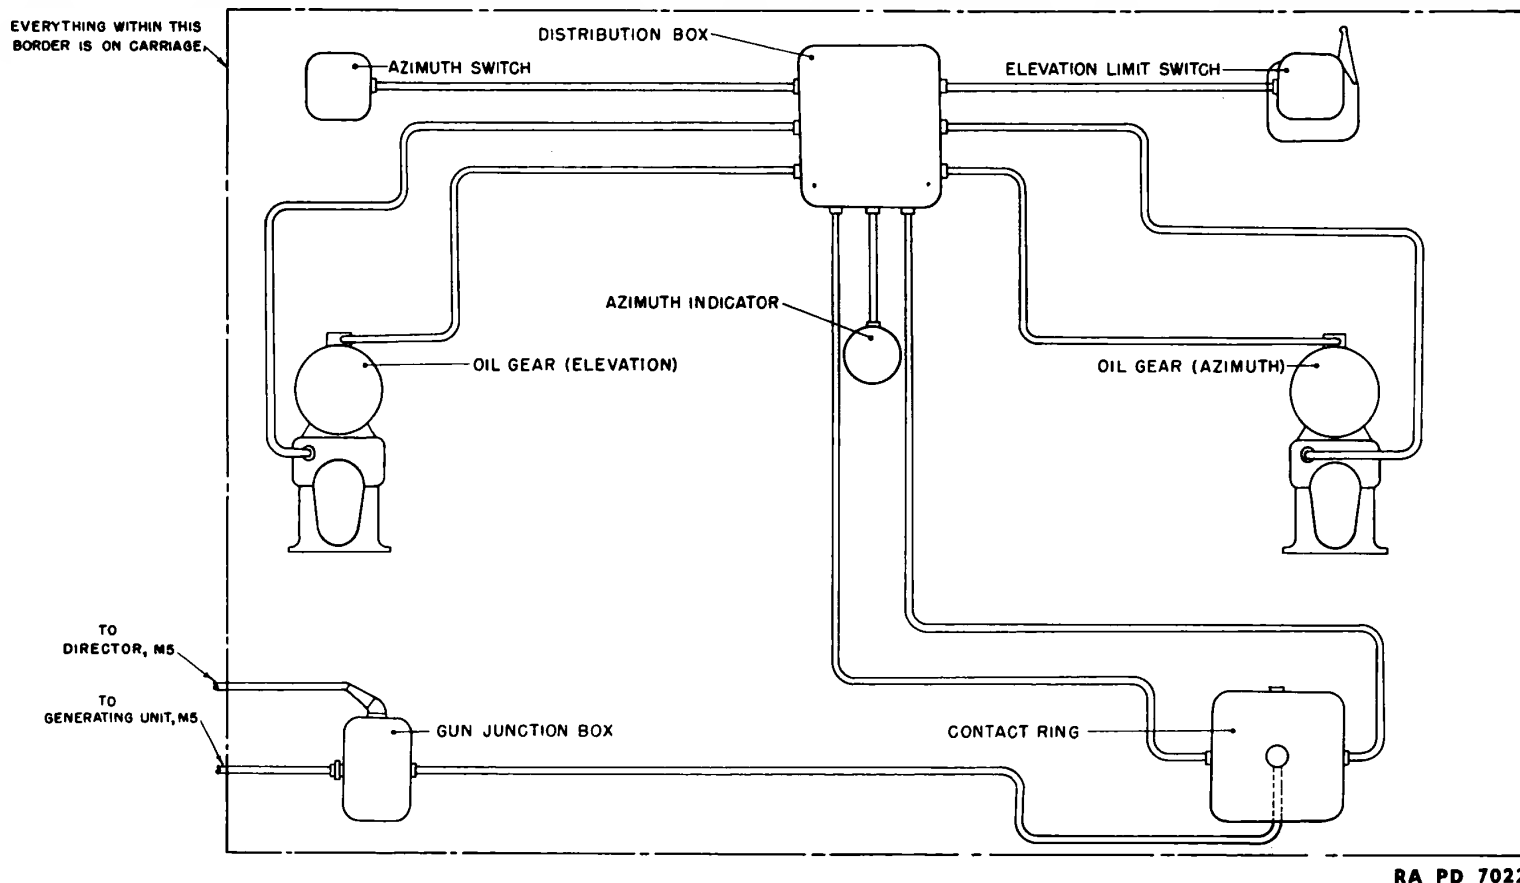 EVERYTHING WITHIN THIS
BORDER IS ON CARRIAGE.
DISTRIBUTION BOX
AZIMUTH SWITCH
ELEVATION LIMIT SWITCH
AZIMUTH INDICATOR
OIL GEAR (ELEVATION)
OIL GEAR (AZIMUTH)
TO
DIRECTOR, M5
TO
GENERATING UNIT, M5
GUN JUNCTION BOX
CONTACT RING
RA PD 7022